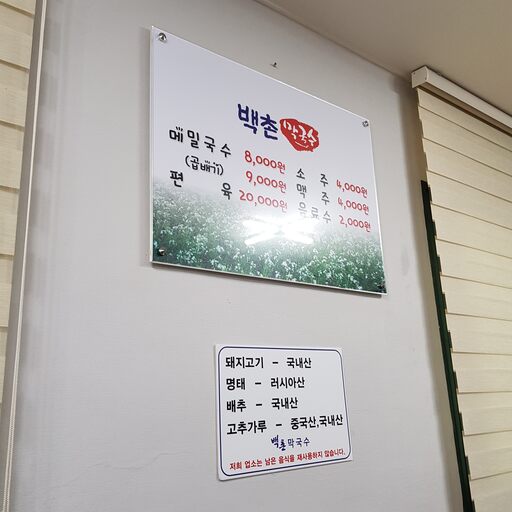 백촌 막국수
메밀국수 8,000원 소 주 4,000원
(곱빼기) 9,000원 맥 주 4,000원
편 육 20,000원 음료수 2,000원
돼지고기 - 국내산
명태 - 러시아산
배추 - 국내산
고추가루 - 중국산,국내산
백촌 막국수
저희 업소는 남은 음식을 재사용하지 않습니다.